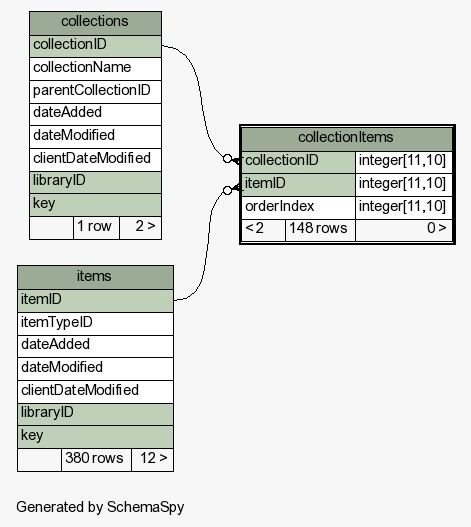 collections
collectionID
collectionName
parentCollectionID
dateAdded
dateModified
clientDateModified
libraryID
key
1 row 2 >
collectionItems
collectionID integer[11,10]
itemID integer[11,10]
orderIndex integer[11,10]
< 2 148 rows 0 >
items
itemID
itemTypeID
dateAdded
dateModified
clientDateModified
libraryID
key
380 rows 12 >
Generated by SchemaSpy